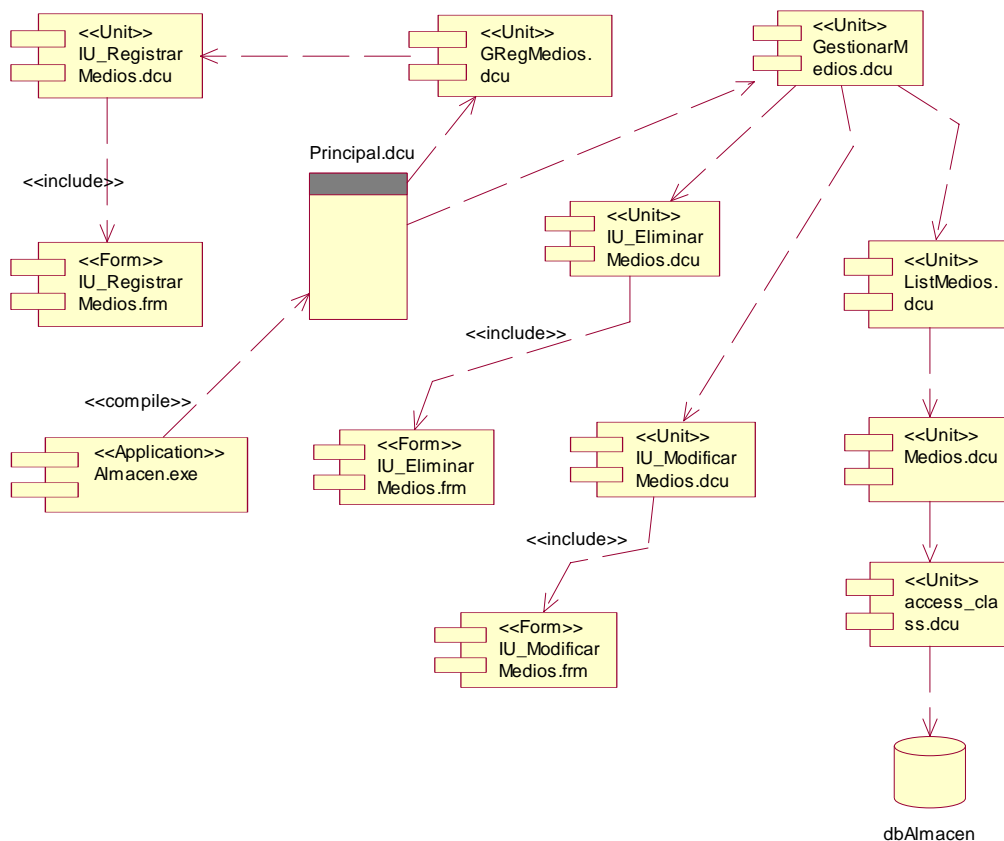 <<Unit>>
IU_Registrar
Medios.dcu
<<Unit>>
GRegMedios.
dcu
<<Unit>>
GestionarM
edios.dcu
Principal.dcu
<<include>>
<<Unit>>
IU_Eliminar
Medios.dcu
<<Form>>
IU_Registrar
Medios.frm
<<Unit>>
ListMedios.
dcu
<<include>>
<<compile>>
<<Application>>
Almacen.exe
<<Form>>
IU_Eliminar
Medios.frm
<<Unit>>
IU_Modificar
Medios.dcu
<<Unit>>
Medios.dcu
<<include>>
<<Form>>
IU_Modificar
Medios.frm
<<Unit>>
access_cla
ss.dcu
dbAlmacen